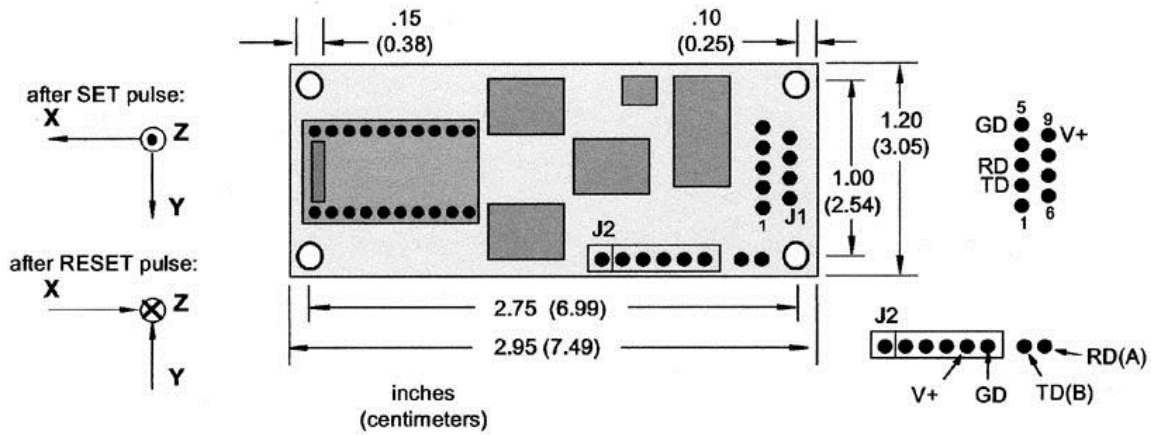 .15
(0.38)
.10
(0.25)
after SET pulse:
X
Z
Y
1.20
(3.05)
1.00
(2.54)
1
J1
J2
5
9
GD
V+
RD
TD
1
6
after RESET pulse:
X
Z
Y
2.75 (6.99)
2.95 (7.49)
inches
(centimeters)
J2
V+
GD
TD(B)
RD(A)